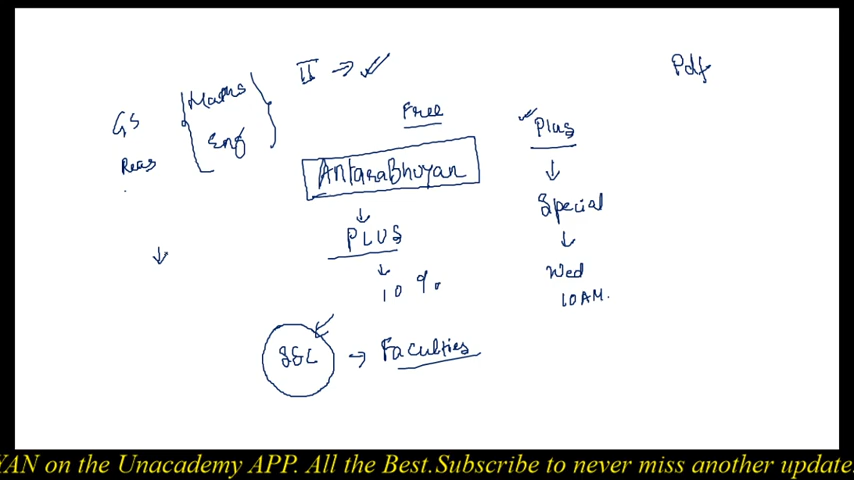 GS
Reas
Maths
Eng
II → ✓
Free
AntaraBhuyan
↓
PLUS
↓
10 %
SSC → Faculties
✓ Plus
↓
Special
↓
Wed
10AM.
Pdf
↓
YAN on the Unacademy APP. All the Best.Subscribe to never miss another update